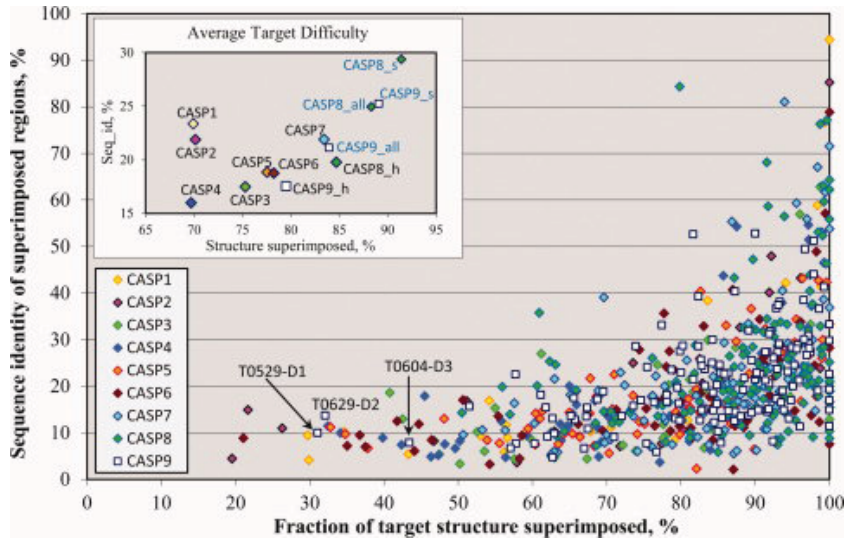 Average Target Difficulty
Seq_id, %
30
25
20
15
CASP8_s
CASP9_s
CASP8_all
CASP1
CASP7
CASP2
CASP9_all
CASP5
CASP6
CASP8_h
CASP4
CASP3
CASP9_h
65
70
75
80
85
90
95
Structure superimposed, %
Sequence identity of superimposed regions, %
100
90
80
70
60
50
40
30
20
10
0
CASP1
CASP2
CASP3
CASP4
CASP5
CASP6
CASP7
CASP8
CASP9
T0529-D1
T0629-D2
T0604-D3
0
10
20
30
40
50
60
70
80
90
100
Fraction of target structure superimposed, %